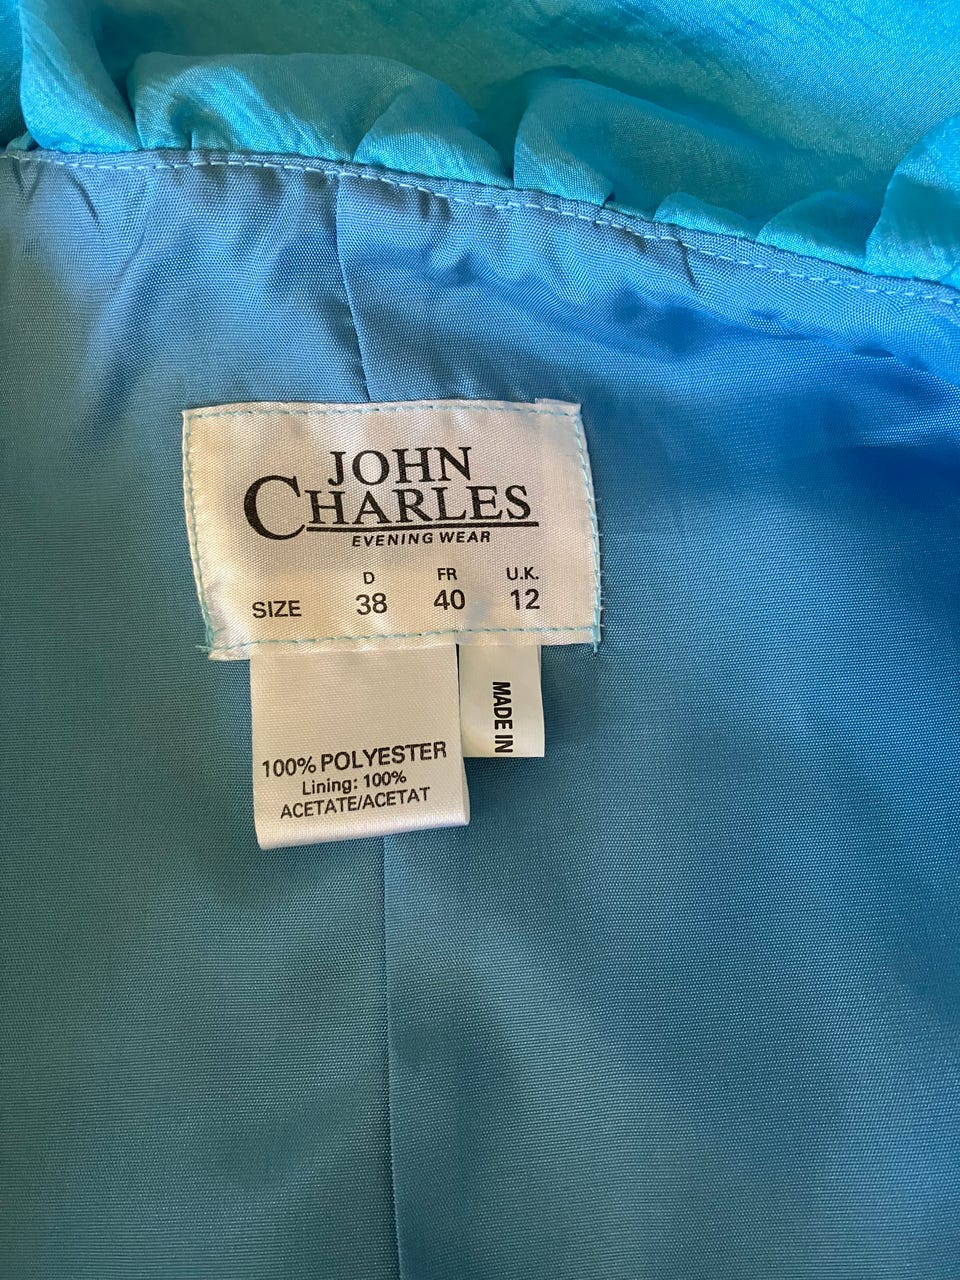 JOHN
CHARLES
EVENING WEAR
D FR U.K.
SIZE 38 40 12
MADE IN
100% POLYESTER
Lining: 100%
ACETATE/ACETAT